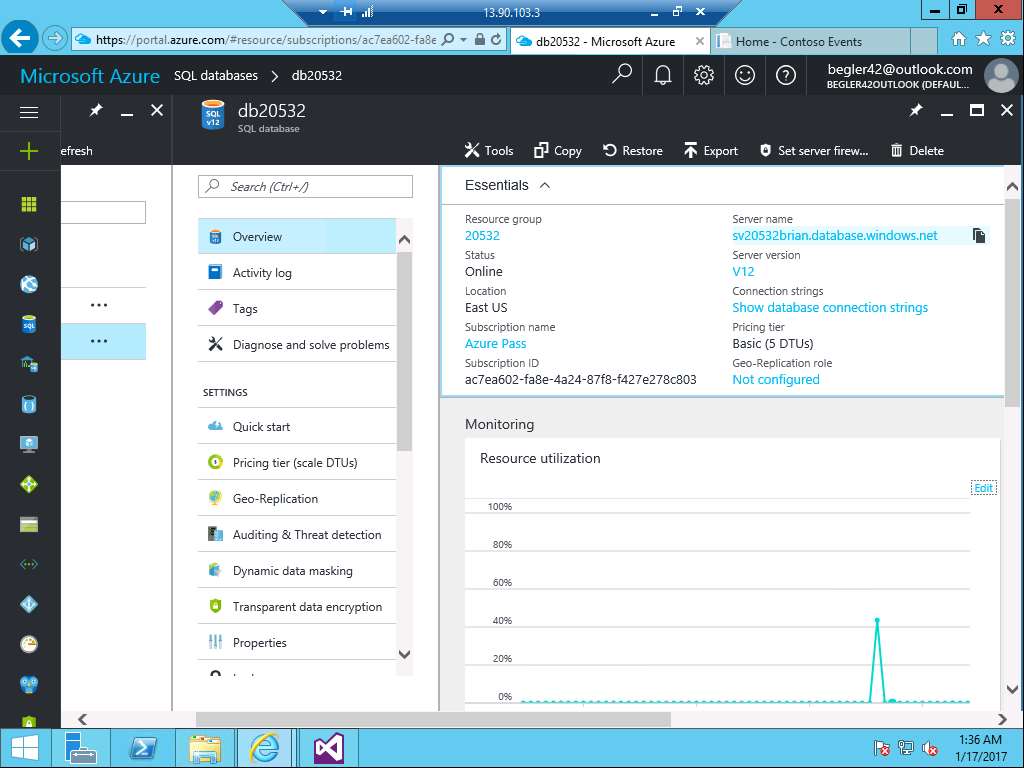 13.90.103.3
https://portal.azure.com/#resource/subscriptions/ac7ea602-fa8e
db20532 - Microsoft Azure
Home - Contoso Events
Microsoft Azure
SQL databases > db20532
begler42@outlook.com
BEGLER42OUTLOOK (DEFAUL...
efresh
SQL v12
db20532
SQL database
Tools
Copy
Restore
Export
Set server firew...
Delete
Search (Ctrl+/)
Overview
Activity log
Tags
Diagnose and solve problems
SETTINGS
Quick start
Pricing tier (scale DTUs)
Geo-Replication
Auditing & Threat detection
Dynamic data masking
Transparent data encryption
Properties
Essentials
Resource group
20532
Status
Online
Location
East US
Subscription name
Azure Pass
Subscription ID
ac7ea602-fa8e-4a24-87f8-f427e278c803
Server name
sv20532brian.database.windows.net
Server version
V12
Connection strings
Show database connection strings
Pricing tier
Basic (5 DTUs)
Geo-Replication role
Not configured
Monitoring
Resource utilization
Edit
100%
80%
60%
40%
20%
0%
1:36 AM
1/17/2017